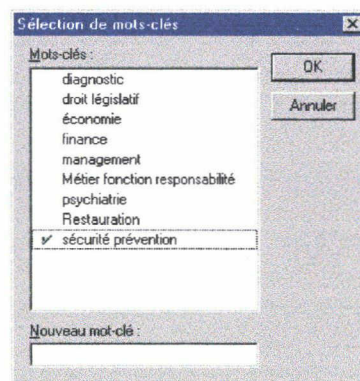 Sélection de mots-clés
Mots-clés :
OK
diagnostic
droit législatif
Annuler
économie
finance
management
Métier fonction responsabilité
psychiatrie
Restauration
sécurité prévention
Nouveau mot-clé :